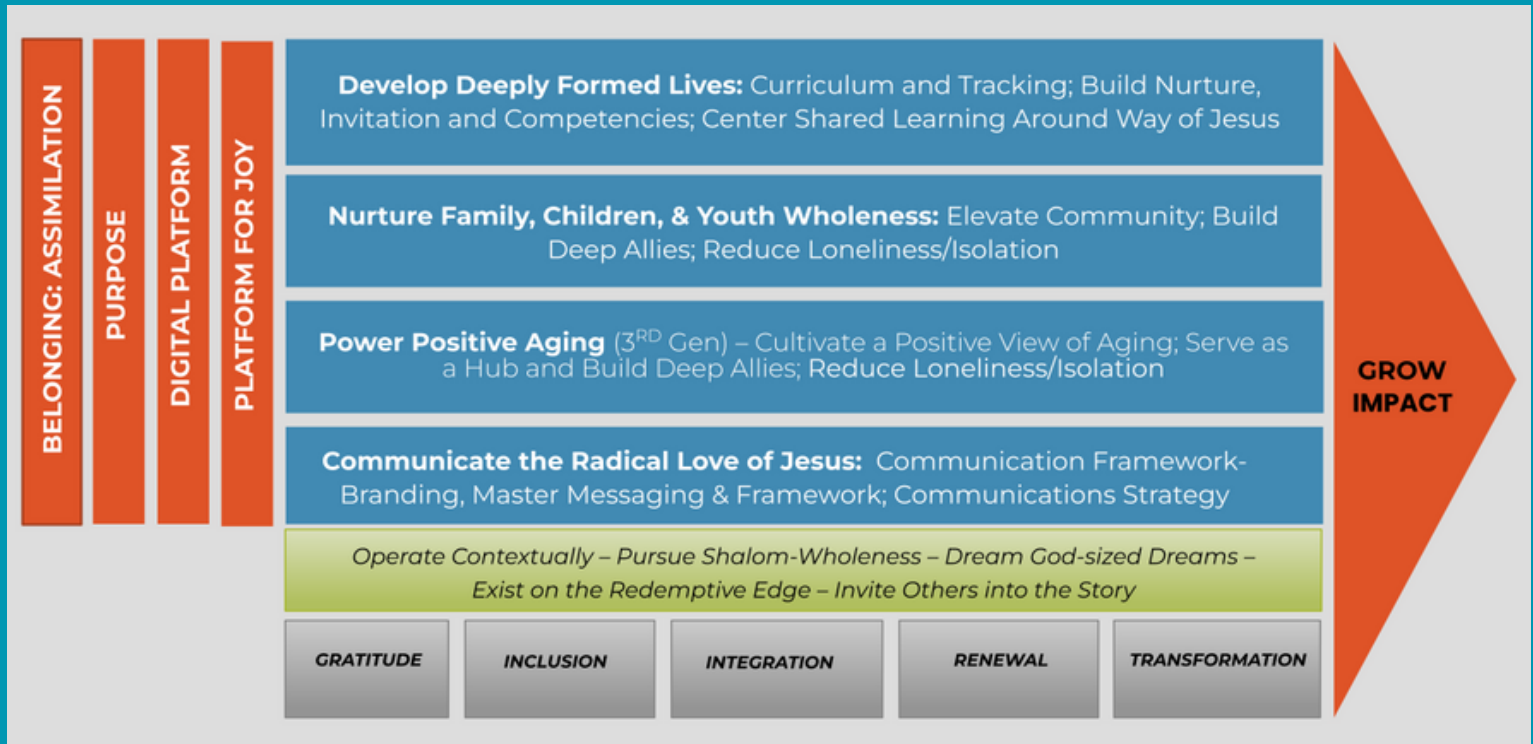 BELONGING: ASSIMILATION
PURPOSE
DIGITAL PLATFORM
PLATFORM FOR JOY
Develop Deeply Formed Lives: Curriculum and Tracking; Build Nurture,
Invitation and Competencies; Center Shared Learning Around Way of Jesus
Nurture Family, Children, & Youth Wholeness: Elevate Community; Build
Deep Allies; Reduce Loneliness/Isolation
Power Positive Aging (3RD Gen) – Cultivate a Positive View of Aging; Serve as
a Hub and Build Deep Allies; Reduce Loneliness/Isolation
Communicate the Radical Love of Jesus: Communication Framework-
Branding, Master Messaging & Framework; Communications Strategy
Operate Contextually – Pursue Shalom-Wholeness – Dream God-sized Dreams –
Exist on the Redemptive Edge – Invite Others into the Story
GRATITUDE
INCLUSION
INTEGRATION
RENEWAL
TRANSFORMATION
GROW
IMPACT